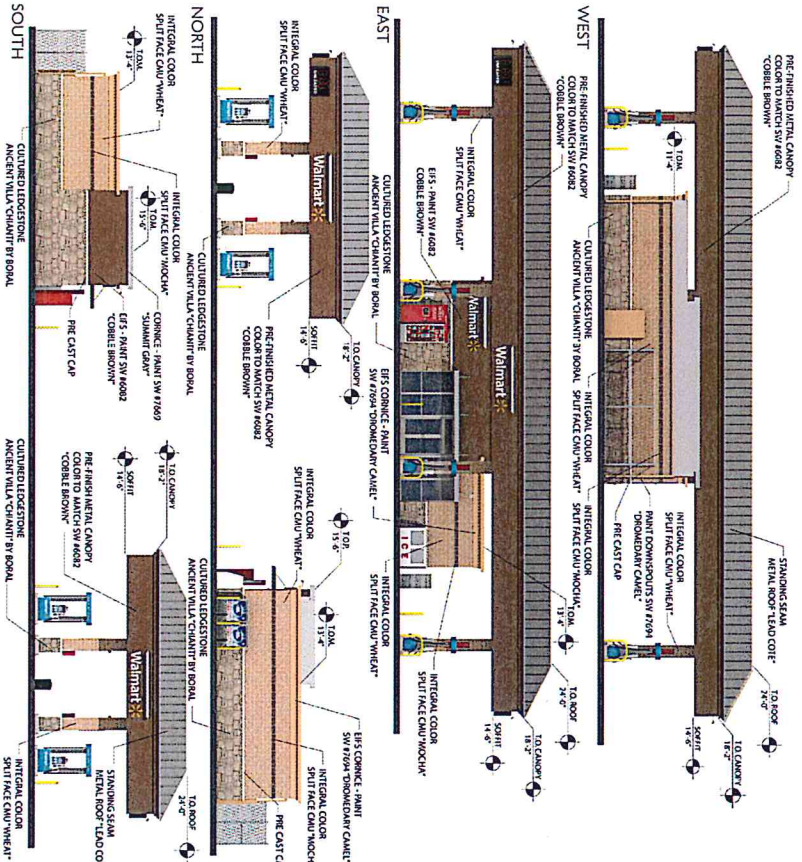 WEST
PRE-FINISHED METAL CANOPY
COLOR TO MATCH SW #6082
"COBBLE BROWN"
T.O.M.
11'-4"
CULTURED LEDGESTONE
ANCIENT VILLA "CHIANTI" BY BORAL
INTEGRAL COLOR
SPLIT FACE CMU "WHEAT"
INTEGRAL COLOR
SPLIT FACE CMU "MOCHA"
PRE CAST CAP
PAINT DOWNSPOUTS SW #7694
"DROMEDARY CAMEL"
INTEGRAL COLOR
SPLIT FACE CMU "WHEAT"
STANDING SEAM
METAL ROOF "LEAD COTE"
T.O. ROOF
24'-0"
T.O. CANOPY
18'-2"
SOFFIT
14'-6"
EAST
PRE-FINISHED METAL CANOPY
COLOR TO MATCH SW #6082
"COBBLE BROWN"
INTEGRAL COLOR
SPLIT FACE CMU "WHEAT"
EIFS - PAINT SW #6082
COBBLE BROWN"
CULTURED LEDGESTONE
ANCIENT VILLA "CHIANTI" BY BORAL
Walmart
Walmart
ICE
EIFS CORNICE - PAINT
SW #7694 "DROMEDARY CAMEL"
INTEGRAL COLOR
SPLIT FACE CMU "WHEAT"
T.O.M.
13'-4"
INTEGRAL COLOR
SPLIT FACE CMU "MOCHA"
T.O. ROOF
24'-0"
T.O. CANOPY
18'-2"
SOFFIT
14'-6"
NORTH
INTEGRAL COLOR
SPLIT FACE CMU "WHEAT"
Walmart
CULTURED LEDGESTONE
ANCIENT VILLA "CHIANTI" BY BORAL
PRE-FINISHED METAL CANOPY
COLOR TO MATCH SW #6082
"COBBLE BROWN"
SOFFIT
14'-6"
T.O. CANOPY
18'-2"
INTEGRAL COLOR
SPLIT FACE CMU "WHEAT"
T.O.P.
15'-6"
T.O.M.
13'-4"
CULTURED LEDGESTONE
ANCIENT VILLA "CHIANTI" BY BORAL
EIFS CORNICE - PAINT
SW #7694 "DROMEDARY CAMEL"
INTEGRAL COLOR
SPLIT FACE CMU "MOCH
PRE CAST C
SOUTH
T.O.M.
13'-4"
INTEGRAL COLOR
SPLIT FACE CMU "WHEAT"
INTEGRAL COLOR
SPLIT FACE CMU "MOCHA"
T.O.M.
15'-6"
CORNICE - PAINT SW #7669
"SUMMIT GRAY"
EIFS - PAINT SW #6082
"COBBLE BROWN"
PRE CAST CAP
CULTURED LEDGESTONE
ANCIENT VILLA "CHIANTI" BY BORAL
T.O. CANOPY
18'-2"
SOFFIT
14'-6"
PRE-FINISH METAL CANOPY
COLOR TO MATCH SW #6082
"COBBLE BROWN"
CULTURED LEDGESTONE
ANCIENT VILLA "CHIANTI" BY BORAL
Walmart
T.O. ROOF
24'-0"
STANDING SEAM
METAL ROOF "LEAD CO
INTEGRAL COLOR
SPLIT FACE CMU "WHEAT"